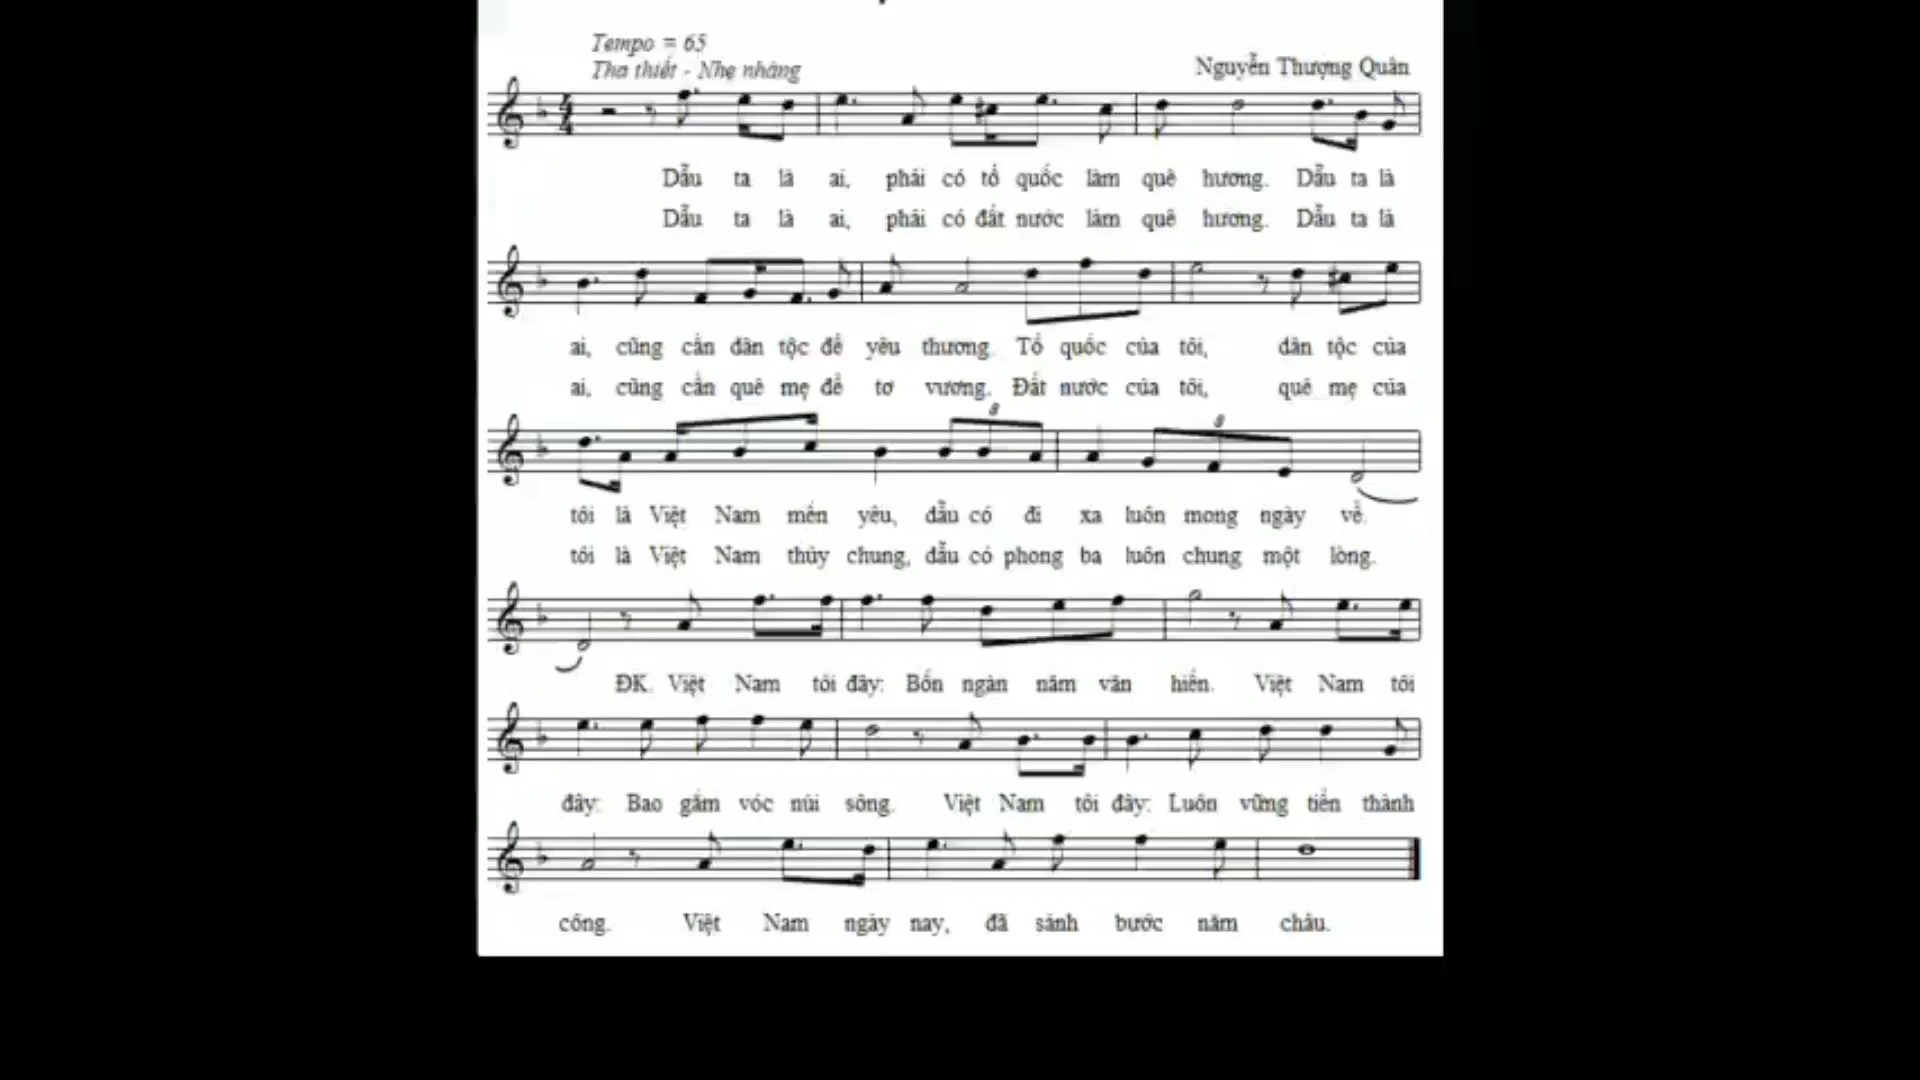 Tempo = 65
Tha thiết - Nhẹ nhàng
Nguyễn Thượng Quân
Dẫu ta là ai, phải có tổ quốc làm quê hương. Dẫu ta là
Dẫu ta là ai, phải có đất nước làm quê hương. Dẫu ta là
ai, cũng cần dân tộc để yêu thương. Tổ quốc của tôi, dân tộc của
ai, cũng cần quê mẹ để tơ vương. Đất nước của tôi, quê mẹ của
3
3
tôi là Việt Nam mến yêu, dẫu có đi xa luôn mong ngày về.
tôi là Việt Nam thủy chung, dẫu có phong ba luôn chung một lòng.
ĐK. Việt Nam tôi đây: Bốn ngàn năm văn hiến. Việt Nam tôi
đây: Bao gấm vóc núi sông. Việt Nam tôi đây: Luôn vững tiến thành
công. Việt Nam ngày nay, đã sánh bước năm châu.